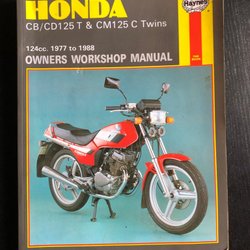 HONDA
Haynes
CB/CD125 T & CM125 C Twins
124cc. 1977 to 1988
OWNERS WORKSHOP MANUAL